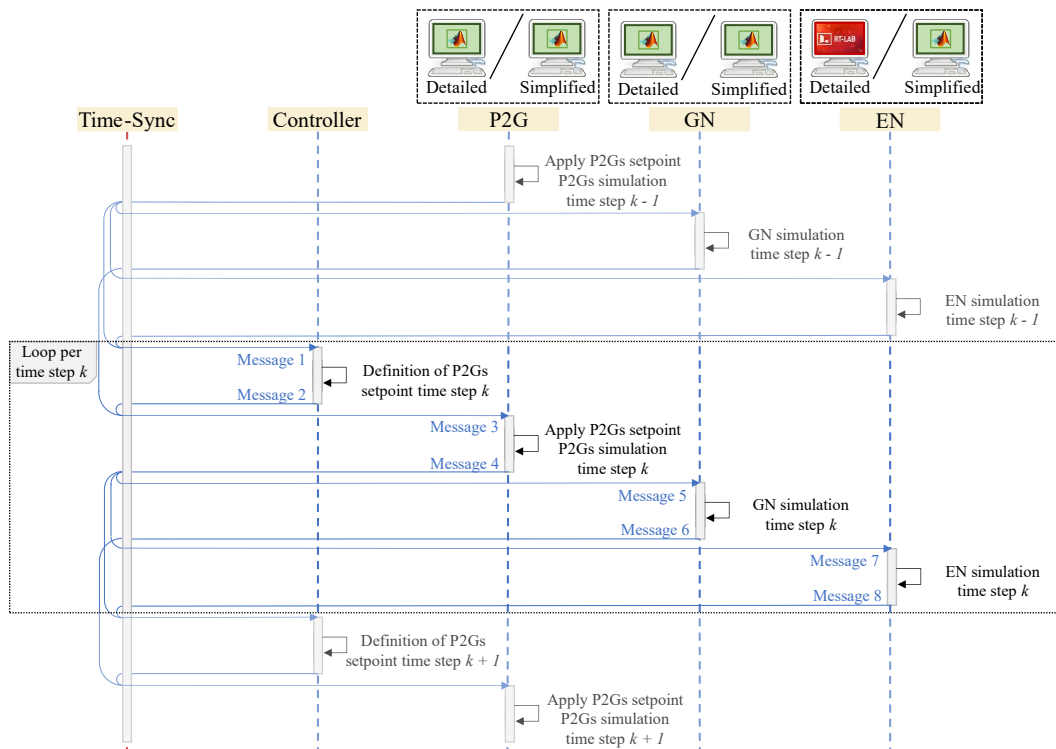 RT-LAB
Detailed
Simplified
Detailed
Simplified
Detailed
Simplified
Time-Sync
Controller
P2G
GN
EN
Apply P2Gs setpoint
P2Gs simulation
time step k - 1
GN simulation
time step k - 1
EN simulation
time step k - 1
Loop per
time step k
Message 1
Definition of P2Gs
setpoint time step k
Message 2
Message 3
Apply P2Gs setpoint
P2Gs simulation
time step k
Message 4
Message 5
GN simulation
time step k
Message 6
Message 7
EN simulation
time step k
Message 8
Definition of P2Gs
setpoint time step k + 1
Apply P2Gs setpoint
P2Gs simulation
time step k + 1